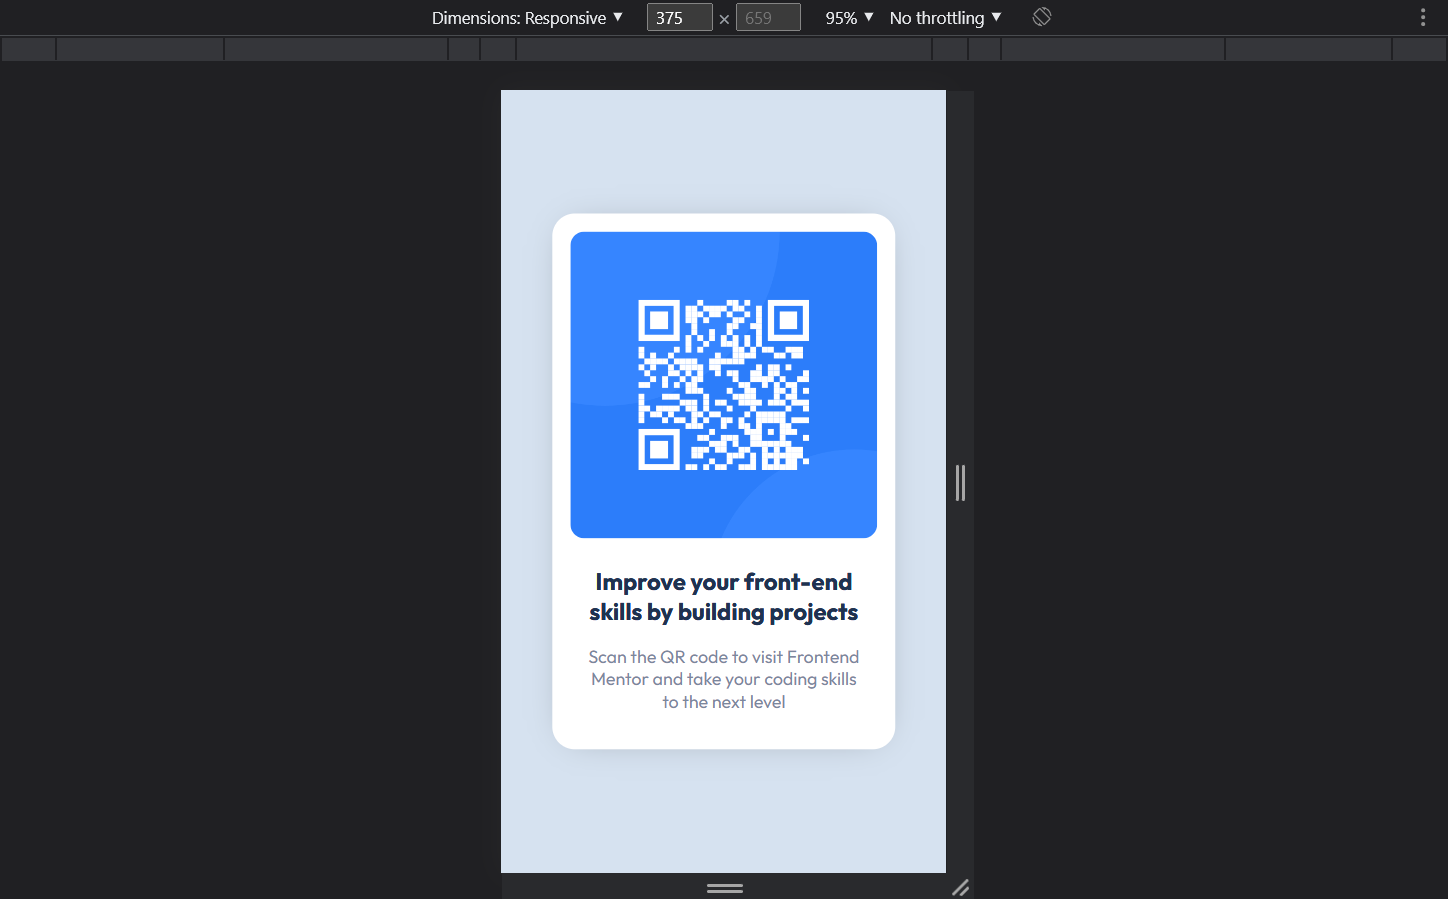 Dimensions: Responsive ▼ 375 × 659 95% ▼ No throttling ▼
Improve your front-end
skills by building projects
Scan the QR code to visit Frontend
Mentor and take your coding skills
to the next level